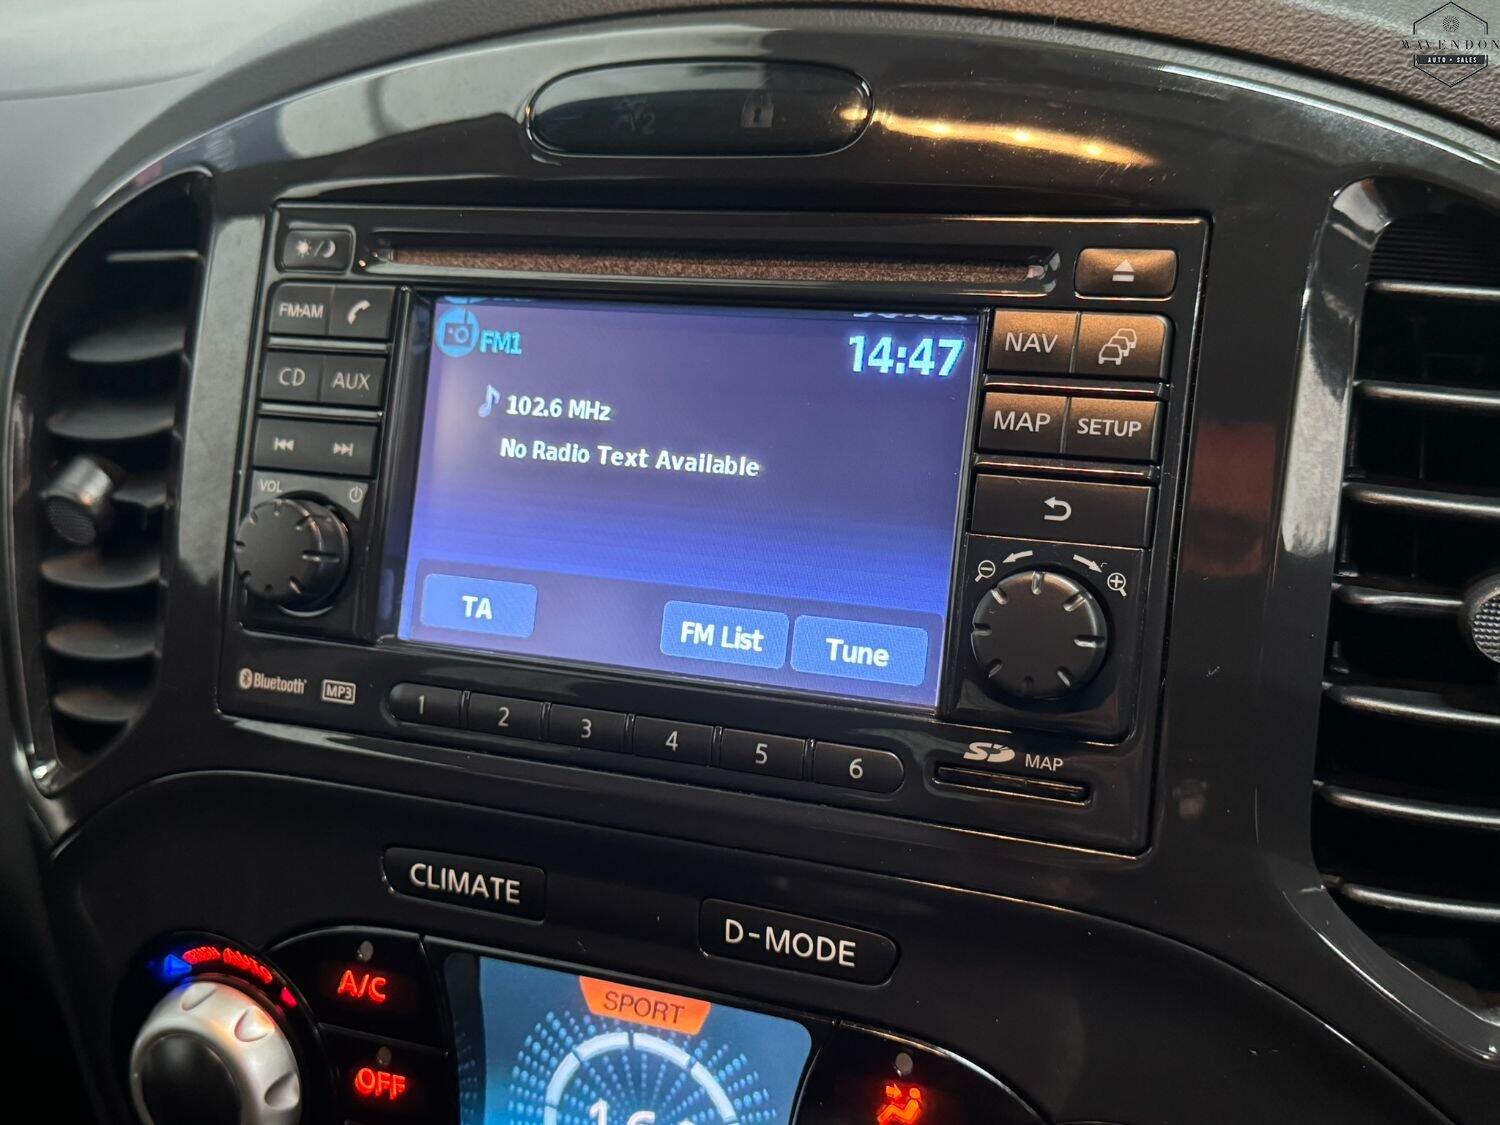 WAVENDON
AUTO • SALES
FM1
14:47
102.6 MHz
No Radio Text Available
TA
FM List
Tune
FM·AM
CD
AUX
VOL
NAV
MAP
SETUP
Bluetooth
MP3
1
2
3
4
5
6
SD
MAP
CLIMATE
D-MODE
PUSH AUTO
A/C
SPORT
OFF